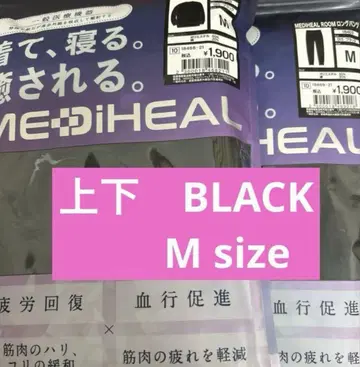 一般医療機器
着て、寝る。
癒される。
MEDiHEAL
M
¥1,900
MEDIHEAL ROOM ロングパンツ
M
¥1,900
HEAL
上下 BLACK
M size
疲労回復
×
血行促進
血行促進
筋肉のハリ、
コリの緩和
筋肉の疲れを軽減
筋肉の疲れを軽